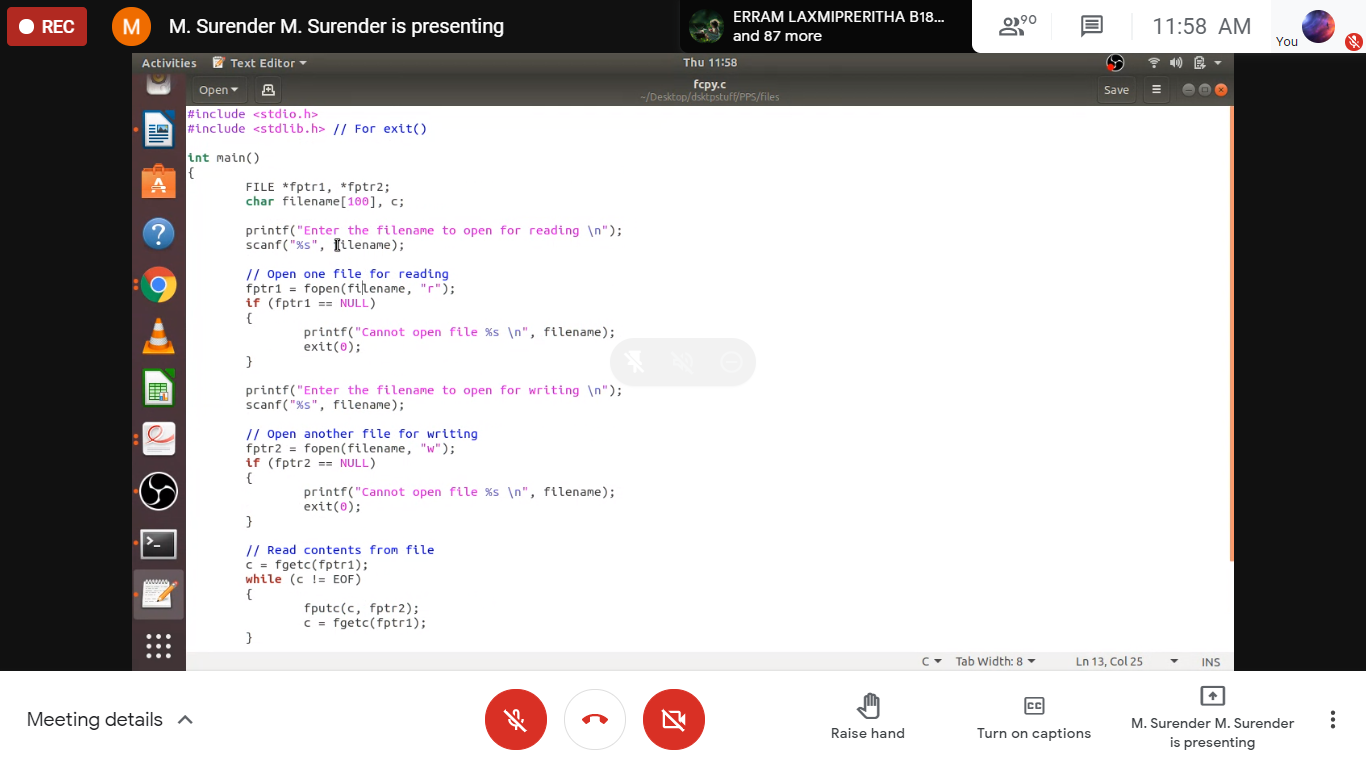 REC
M
M. Surender M. Surender is presenting
ERRAM LAXMIPRERITHA B18...
and 87 more
90
11:58 AM
You
Activities
Text Editor
Thu 11:58
Open
fcpy.c
~/Desktop/dsktpstuff/PPS/files
Save
#include <stdio.h>
#include <stdlib.h> // For exit()
int main()
{
FILE *fptr1, *fptr2;
char filename[100], c;
printf("Enter the filename to open for reading \n");
scanf("%s", filename);
// Open one file for reading
fptr1 = fopen(filename, "r");
if (fptr1 == NULL)
{
printf("Cannot open file %s \n", filename);
exit(0);
}
printf("Enter the filename to open for writing \n");
scanf("%s", filename);
// Open another file for writing
fptr2 = fopen(filename, "w");
if (fptr2 == NULL)
{
printf("Cannot open file %s \n", filename);
exit(0);
}
// Read contents from file
c = fgetc(fptr1);
while (c != EOF)
{
fputc(c, fptr2);
c = fgetc(fptr1);
}
C
Tab Width: 8
Ln 13, Col 25
INS
Meeting details
Raise hand
CC
Turn on captions
M. Surender M. Surender
is presenting